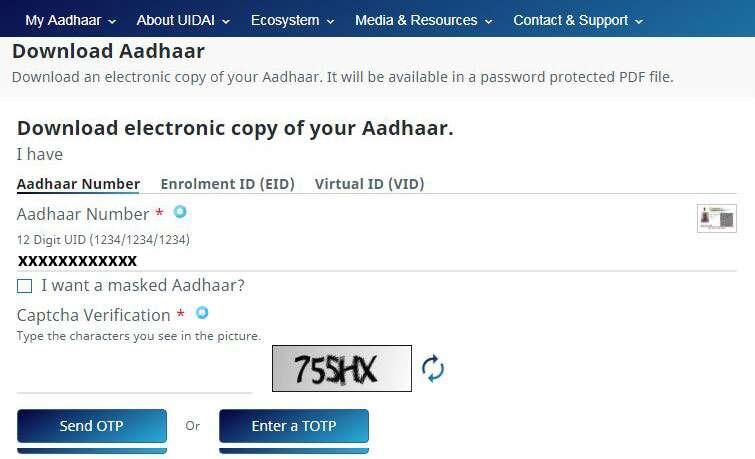 My Aadhaar About UIDAI Ecosystem Media & Resources Contact & Support
Download Aadhaar
Download an electronic copy of your Aadhaar. It will be available in a password protected PDF file.
Download electronic copy of your Aadhaar.
I have
Aadhaar Number Enrolment ID (EID) Virtual ID (VID)
Aadhaar Number *
12 Digit UID (1234/1234/1234)
XXXXXXXXXXXX
I want a masked Aadhaar?
Captcha Verification *
Type the characters you see in the picture.
755HX
Send OTP Or Enter a TOTP